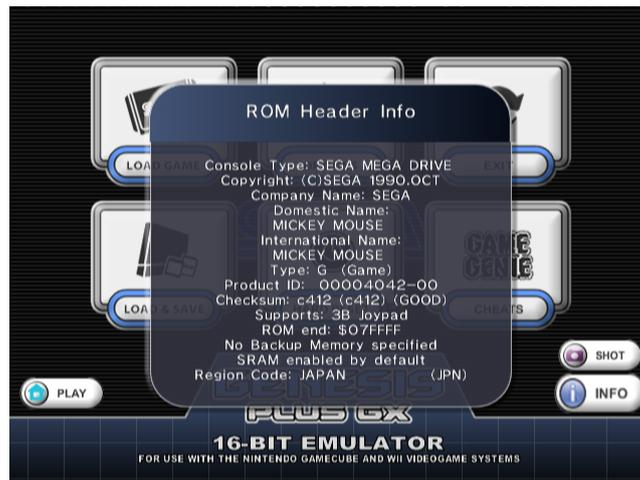 ROM Header Info
LOAD GAME
EXIT
Console Type: SEGA MEGA DRIVE
Copyright: (C)SEGA 1990.OCT
Company Name: SEGA
Domestic Name:
MICKEY MOUSE
International Name:
MICKEY MOUSE
Type: G (Game)
Product ID: 00004042-00
Checksum: c412 (c412) (GOOD)
Supports: 3B Joypad
ROM end: $07FFFF
No Backup Memory specified
SRAM enabled by default
Region Code: JAPAN (JPN)
GAME
GENIE
LOAD & SAVE
CHEATS
SHOT
PLAY
INFO
GENESIS
PLUS GX
16-BIT EMULATOR
FOR USE WITH THE NINTENDO GAMECUBE AND WII VIDEOGAME SYSTEMS